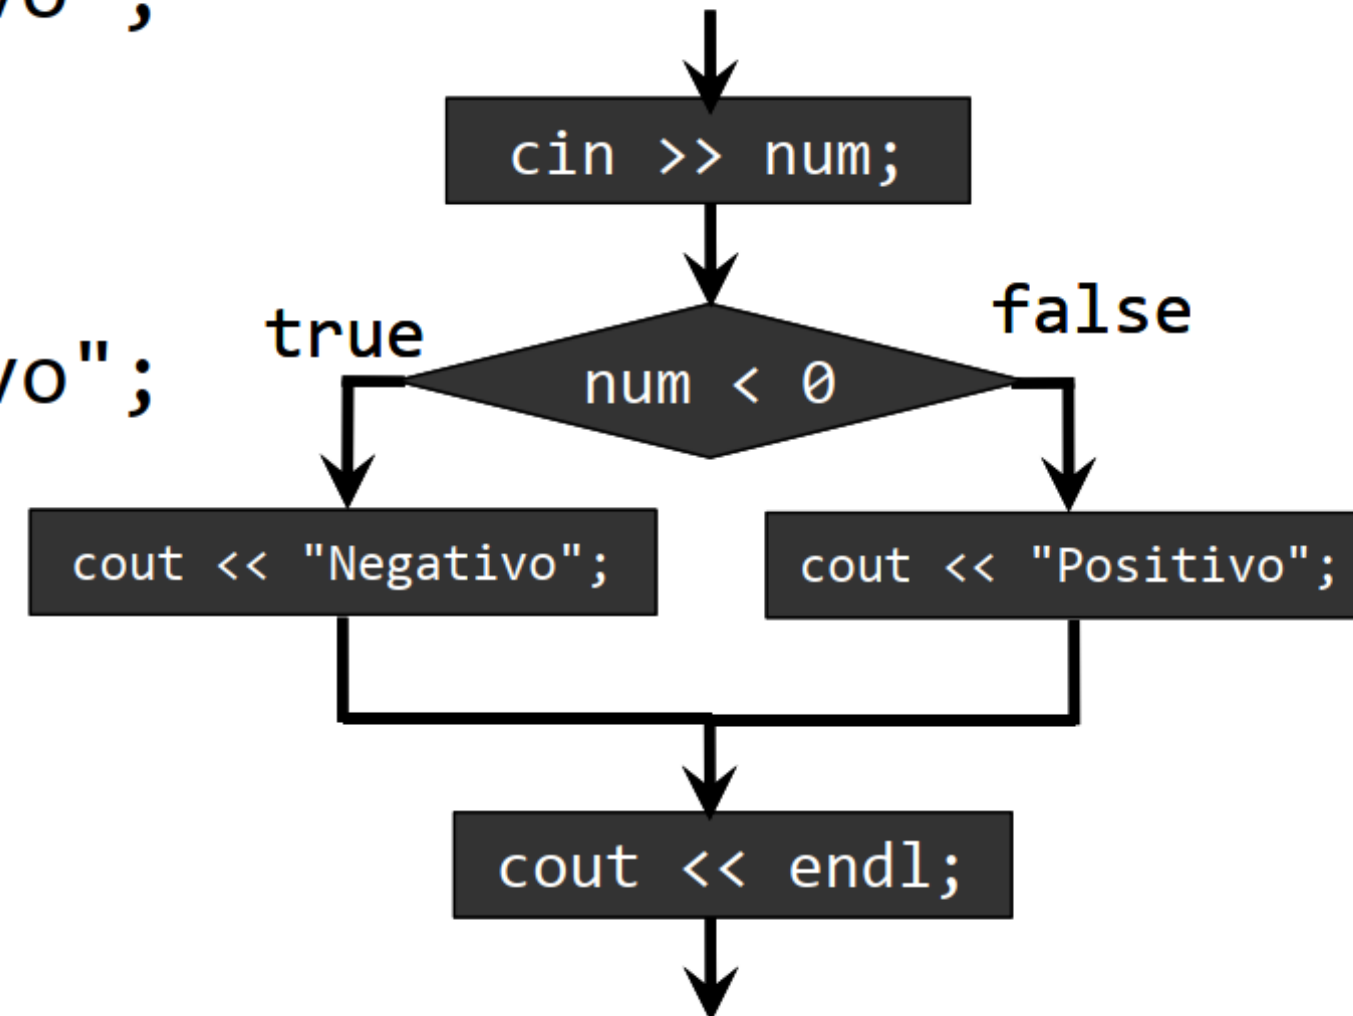 cin >> num;
true
false
num < 0
cout << "Negativo";
cout << "Positivo";
cout << endl;